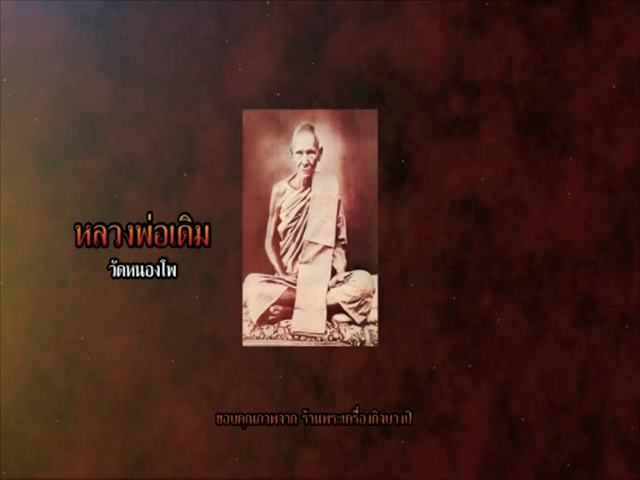 หลวงพ่อเดิม
วัดหนองโพ
ขอบคุณภาพจาก ร้านพระเครื่องกิจบางปี